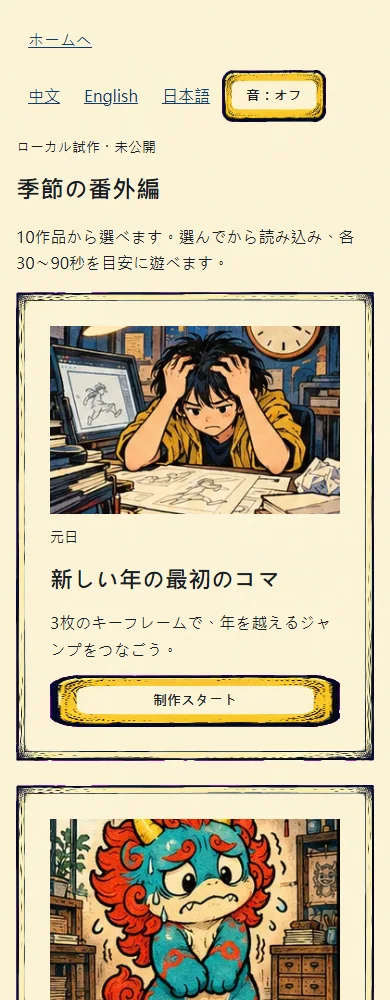 ホームへ
中文 English 日本語 音：オフ
ローカル試作・未公開
季節の番外編
10作品から選べます。選んでから読み込み、各
30〜90秒を目安に遊べます。
元日
新しい年の最初のコマ
3枚のキーフレームで、年を越えるジャ
ンプをつなごう。
制作スタート